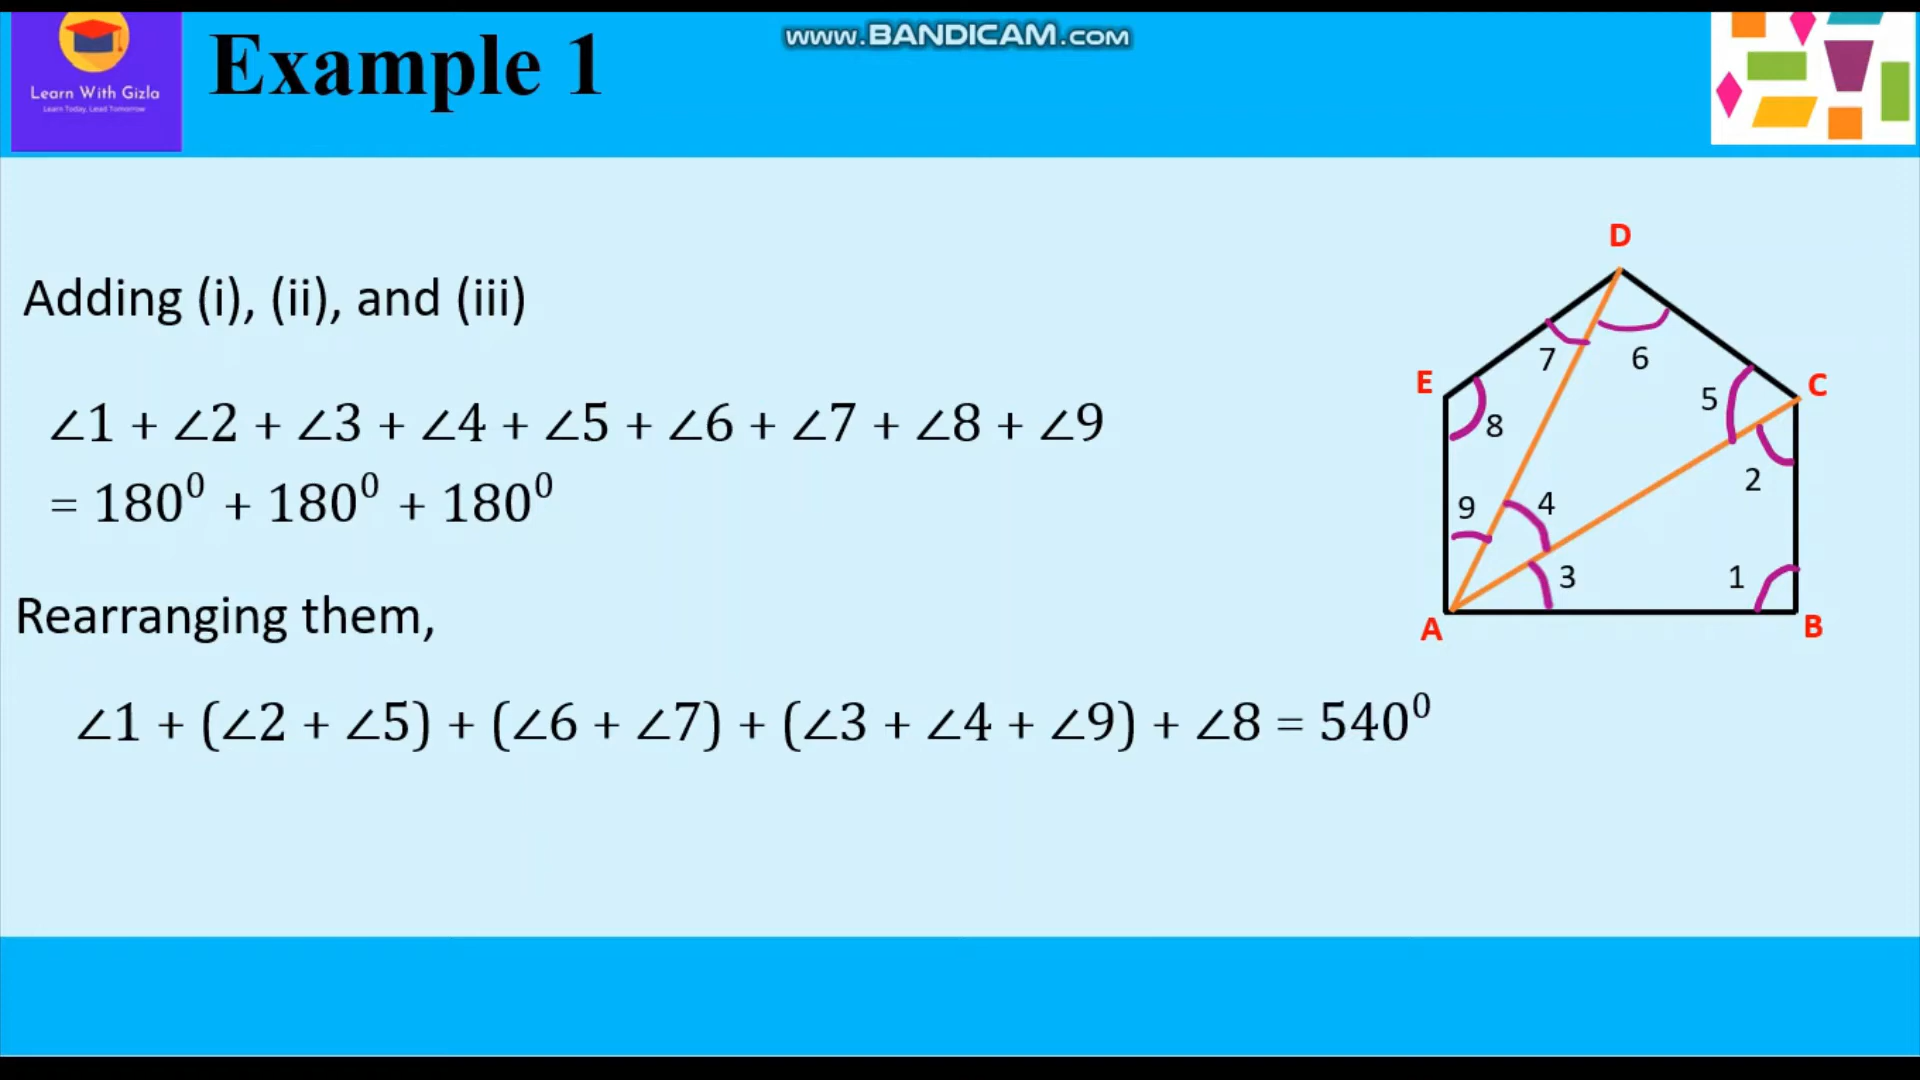 www.BANDICAM.com
Example 1
Learn With Gizla
Learn Today, Lead Tomorrow
Adding (i), (ii), and (iii)
∠1 + ∠2 + ∠3 + ∠4 + ∠5 + ∠6 + ∠7 + ∠8 + ∠9
= 180⁰ + 180⁰ + 180⁰
Rearranging them,
∠1 + (∠2 + ∠5) + (∠6 + ∠7) + (∠3 + ∠4 + ∠9) + ∠8 = 540⁰
D
7 6
E 5 C
8
2
9 4
3 1
A B